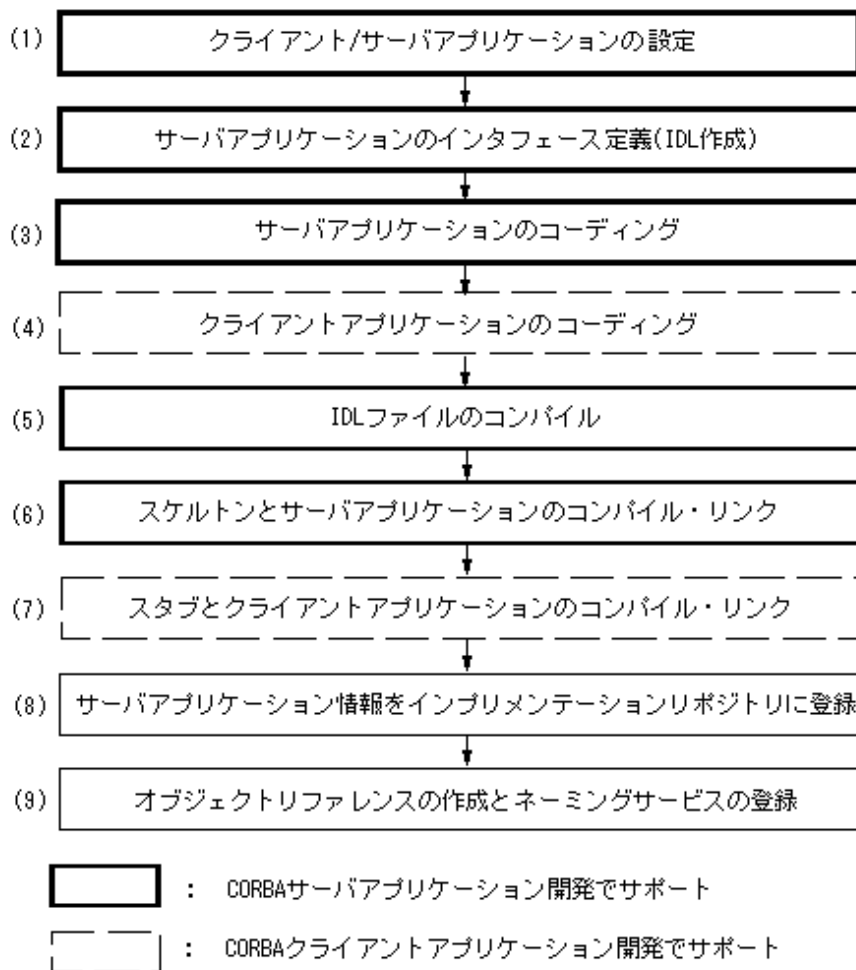 (1) クライアント/サーバアプリケーションの設定
(2) サーバアプリケーションのインタフェース定義(IDL作成)
(3) サーバアプリケーションのコーディング
(4) クライアントアプリケーションのコーディング
(5) IDLファイルのコンパイル
(6) スケルトンとサーバアプリケーションのコンパイル・リンク
(7) スタブとクライアントアプリケーションのコンパイル・リンク
(8) サーバアプリケーション情報をインプリメンテーションリポジトリに登録
(9) オブジェクトリファレンスの作成とネーミングサービスの登録
: CORBAサーバアプリケーション開発でサポート
: CORBAクライアントアプリケーション開発でサポート